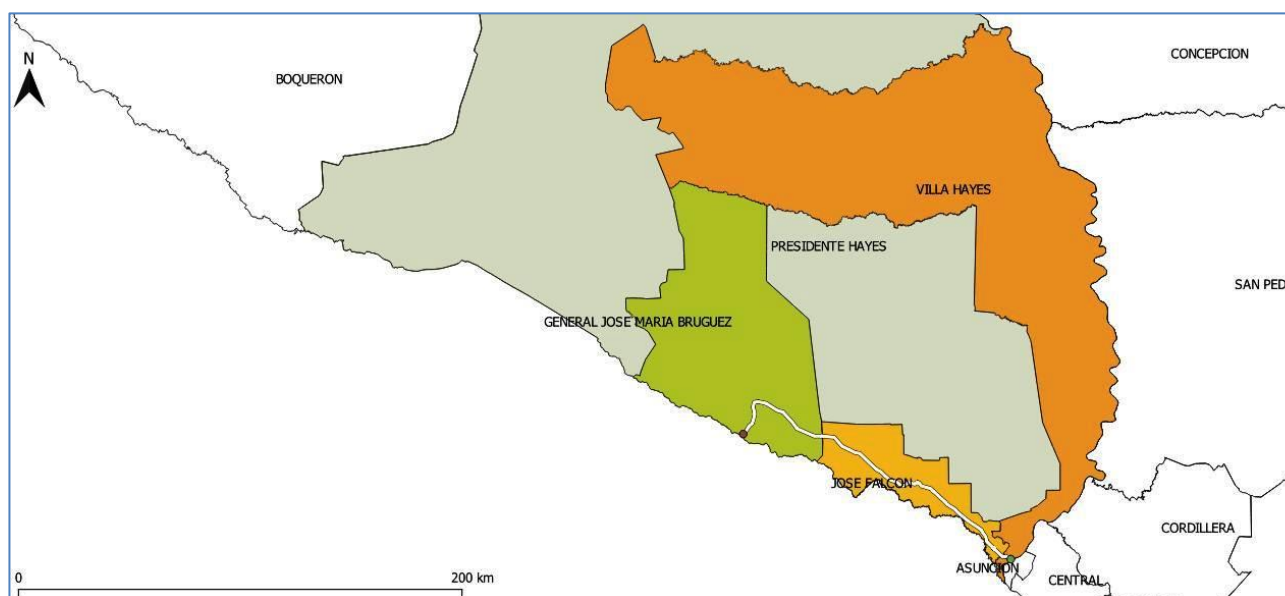 N
BOQUERON
CONCEPCION
VILLA HAYES
PRESIDENTE HAYES
SAN PED
GENERAL JOSE MARIA BRUGUEZ
JOSE FALCON
CORDILLERA
ASUNCION
CENTRAL
0
200 km